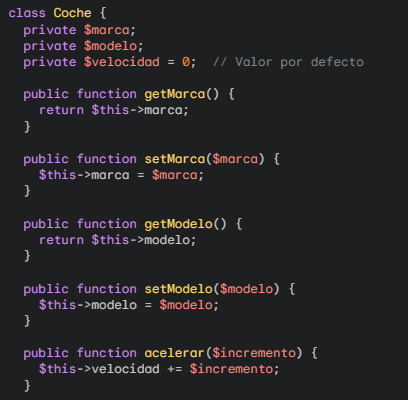 class Coche {
  private $marca;
  private $modelo;
  private $velocidad = 0;  // Valor por defecto

  public function getMarca() {
    return $this->marca;
  }

  public function setMarca($marca) {
    $this->marca = $marca;
  }

  public function getModelo() {
    return $this->modelo;
  }

  public function setModelo($modelo) {
    $this->modelo = $modelo;
  }

  public function acelerar($incremento) {
    $this->velocidad += $incremento;
  }